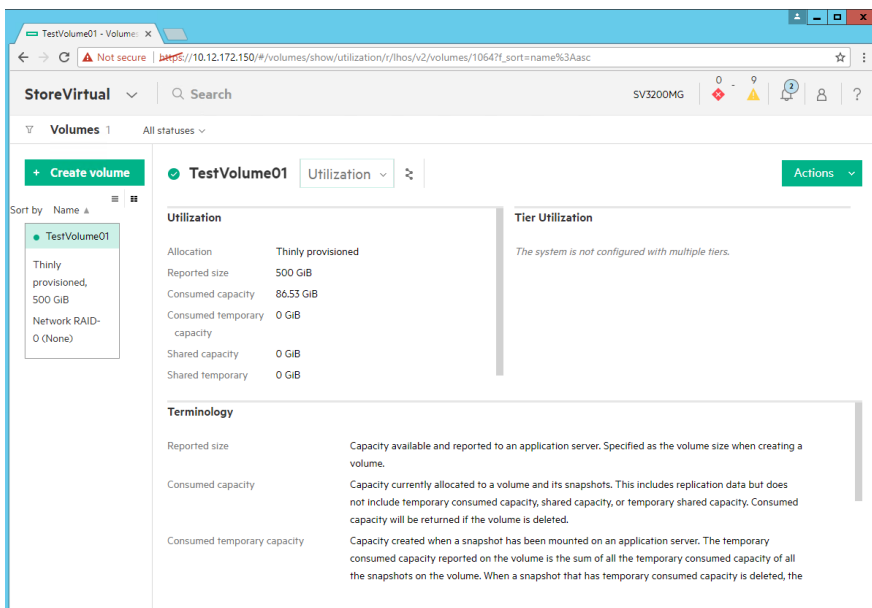 TestVolume01 - Volume:
Not secure | https://10.12.172.150/#/volumes/show/utilization/r/lhos/v2/volumes/1064?f_sort=name%3Aasc
StoreVirtual
Search
SV3200MG
0
-
9
2
?
Volumes 1
All statuses
+ Create volume
TestVolume01
Utilization
Actions
Sort by Name
TestVolume01
Thinly
provisioned,
500 GiB
Network RAID-
0 (None)
Utilization
Allocation Thinly provisioned
Reported size 500 GiB
Consumed capacity 86.53 GiB
Consumed temporary 0 GiB
capacity
Shared capacity 0 GiB
Shared temporary 0 GiB
Tier Utilization
The system is not configured with multiple tiers.
Terminology
Reported size Capacity available and reported to an application server. Specified as the volume size when creating a
volume.
Consumed capacity Capacity currently allocated to a volume and its snapshots. This includes replication data but does
not include temporary consumed capacity, shared capacity, or temporary shared capacity. Consumed
capacity will be returned if the volume is deleted.
Consumed temporary capacity Capacity created when a snapshot has been mounted on an application server. The temporary
consumed capacity reported on the volume is the sum of all the temporary consumed capacity of all
the snapshots on the volume. When a snapshot that has temporary consumed capacity is deleted, the